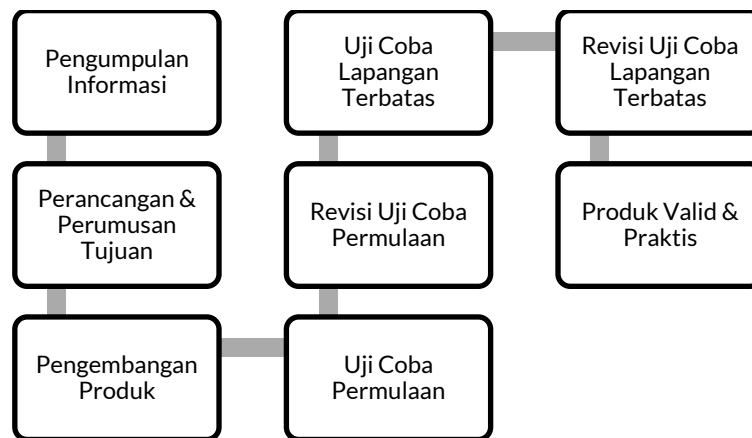 Pengumpulan
Informasi
Perancangan &
Perumusan
Tujuan
Pengembangan
Produk
Uji Coba
Permulaan
Revisi Uji Coba
Permulaan
Uji Coba
Lapangan
Terbatas
Revisi Uji Coba
Lapangan
Terbatas
Produk Valid &
Praktis